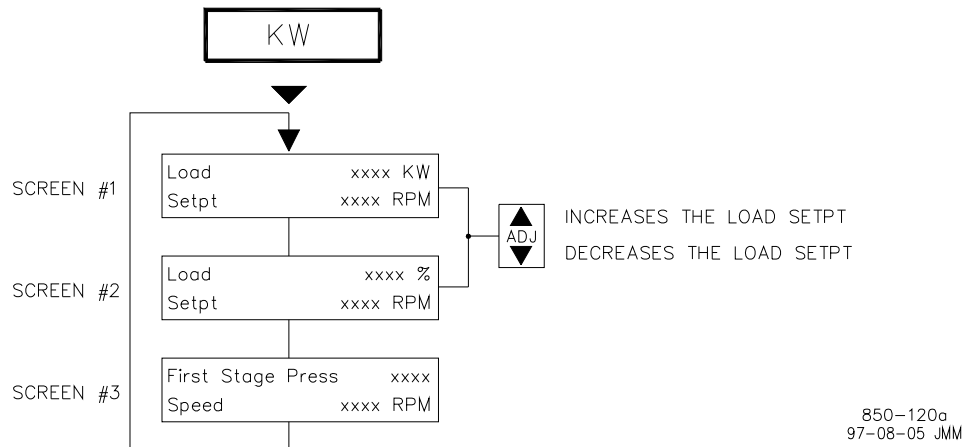 KW
SCREEN #1
Load xxxx KW
Setpt xxxx RPM
ADJ
INCREASES THE LOAD SETPT
DECREASES THE LOAD SETPT
SCREEN #2
Load xxxx %
Setpt xxxx RPM
SCREEN #3
First Stage Press xxxx
Speed xxxx RPM
850-120a
97-08-05 JMM